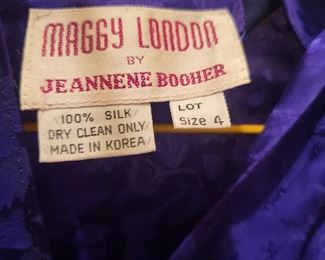 MAGGY LONDON
BY
JEANNENE BOOHER
100% SILK
DRY CLEAN ONLY
MADE IN KOREA
LOT
Size 4